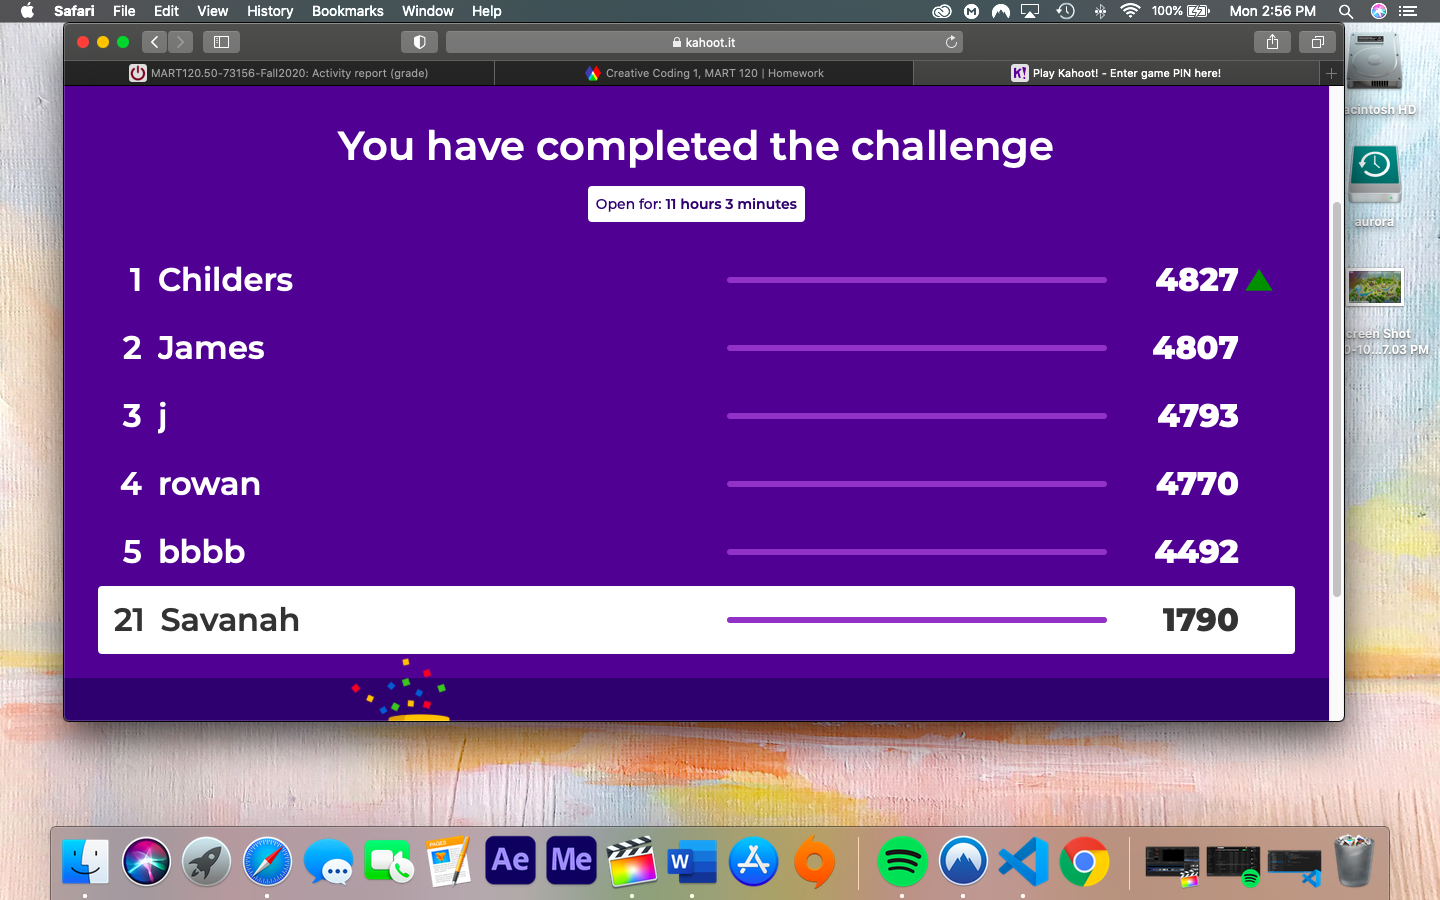 Safari File Edit View History Bookmarks Window Help 100% Mon 2:56 PM
kahoot.it
MART120.50-73156-Fall2020: Activity report (grade)
Creative Coding 1, MART 120 | Homework
K! Play Kahoot! - Enter game PIN here!
You have completed the challenge
Open for: 11 hours 3 minutes
1 Childers 4827
2 James 4807
3 j 4793
4 rowan 4770
5 bbbb 4492
21 Savanah 1790
acintosh HD
aurora
creen Shot
0-10...7.03 PM
PAGES
Ae
Me
W